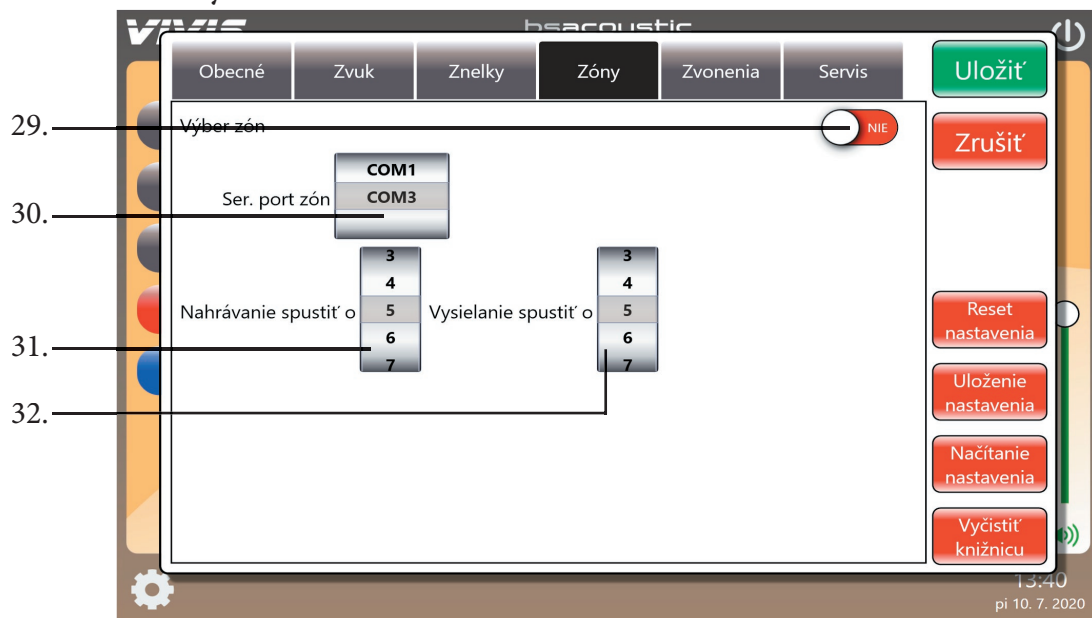 VIVIS
bsacoustic
Obecné Zvuk Znelky Zóny Zvonenia Servis
Uložiť
29.
Výber zón NIE
Zrušiť
COM1
Ser. port zón COM3
30.
3 3
4 4
Nahrávanie spustiť o 5 Vysielanie spustiť o 5
6 6
7 7
31.
32.
Reset
nastavenia
Uloženie
nastavenia
Načítanie
nastavenia
Vyčistiť
knižnicu
13:40
pi 10. 7. 2020